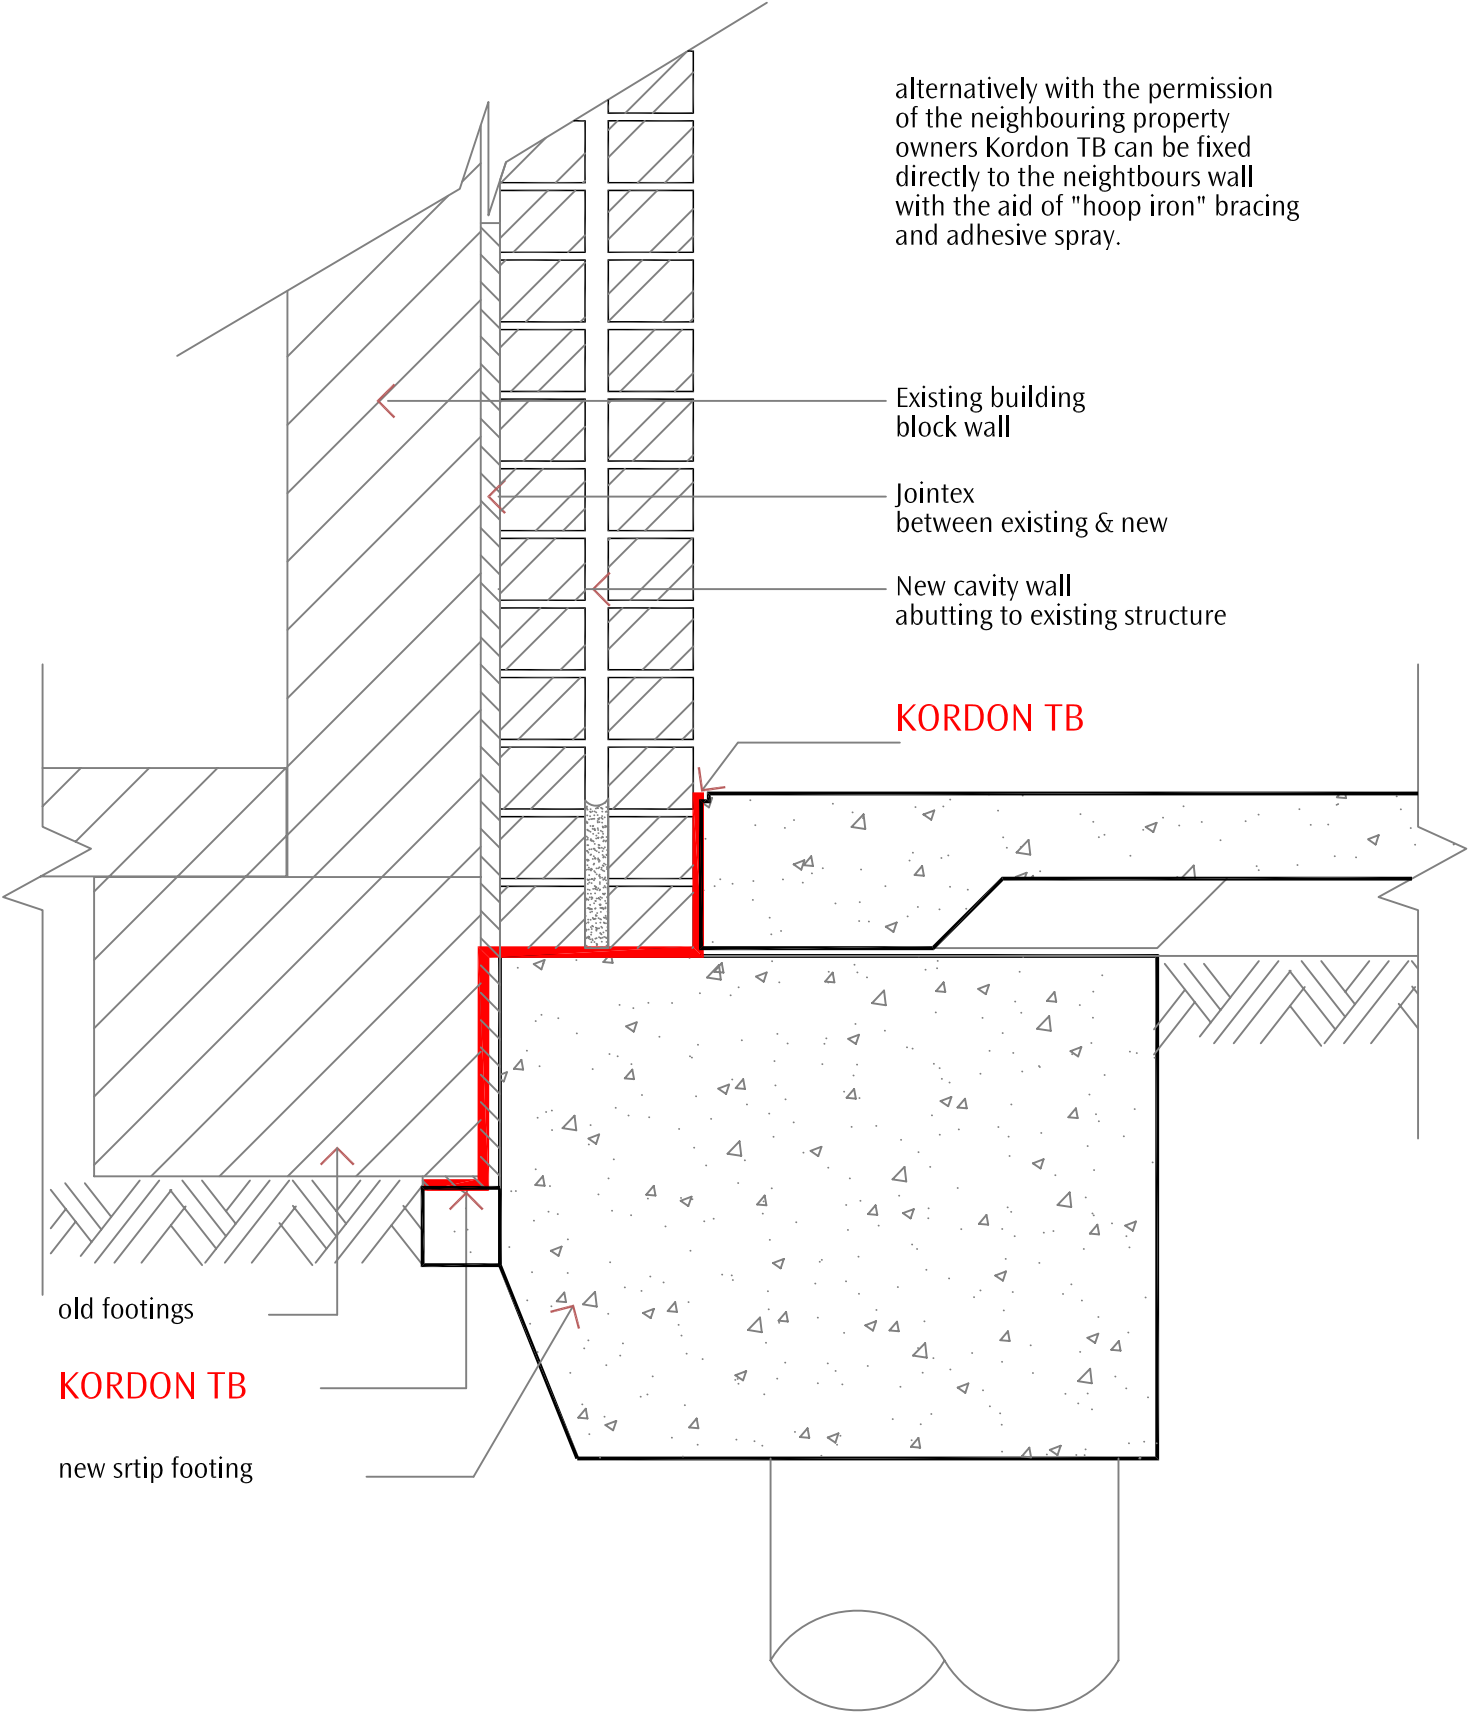 alternatively with the permission
of the neighbouring property
owners Kordon TB can be fixed
directly to the neightbours wall
with the aid of "hoop iron" bracing
and adhesive spray.
Existing building
block wall
Jointex
between existing & new
New cavity wall
abutting to existing structure
KORDON TB
old footings
KORDON TB
new srtip footing